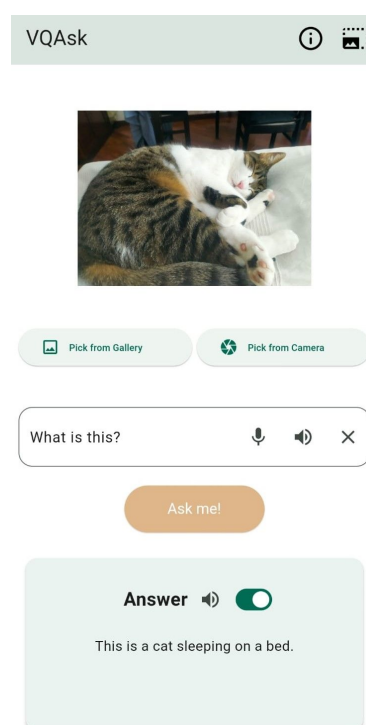 VQAsk
Pick from Gallery
Pick from Camera
What is this?
Ask me!
Answer
This is a cat sleeping on a bed.